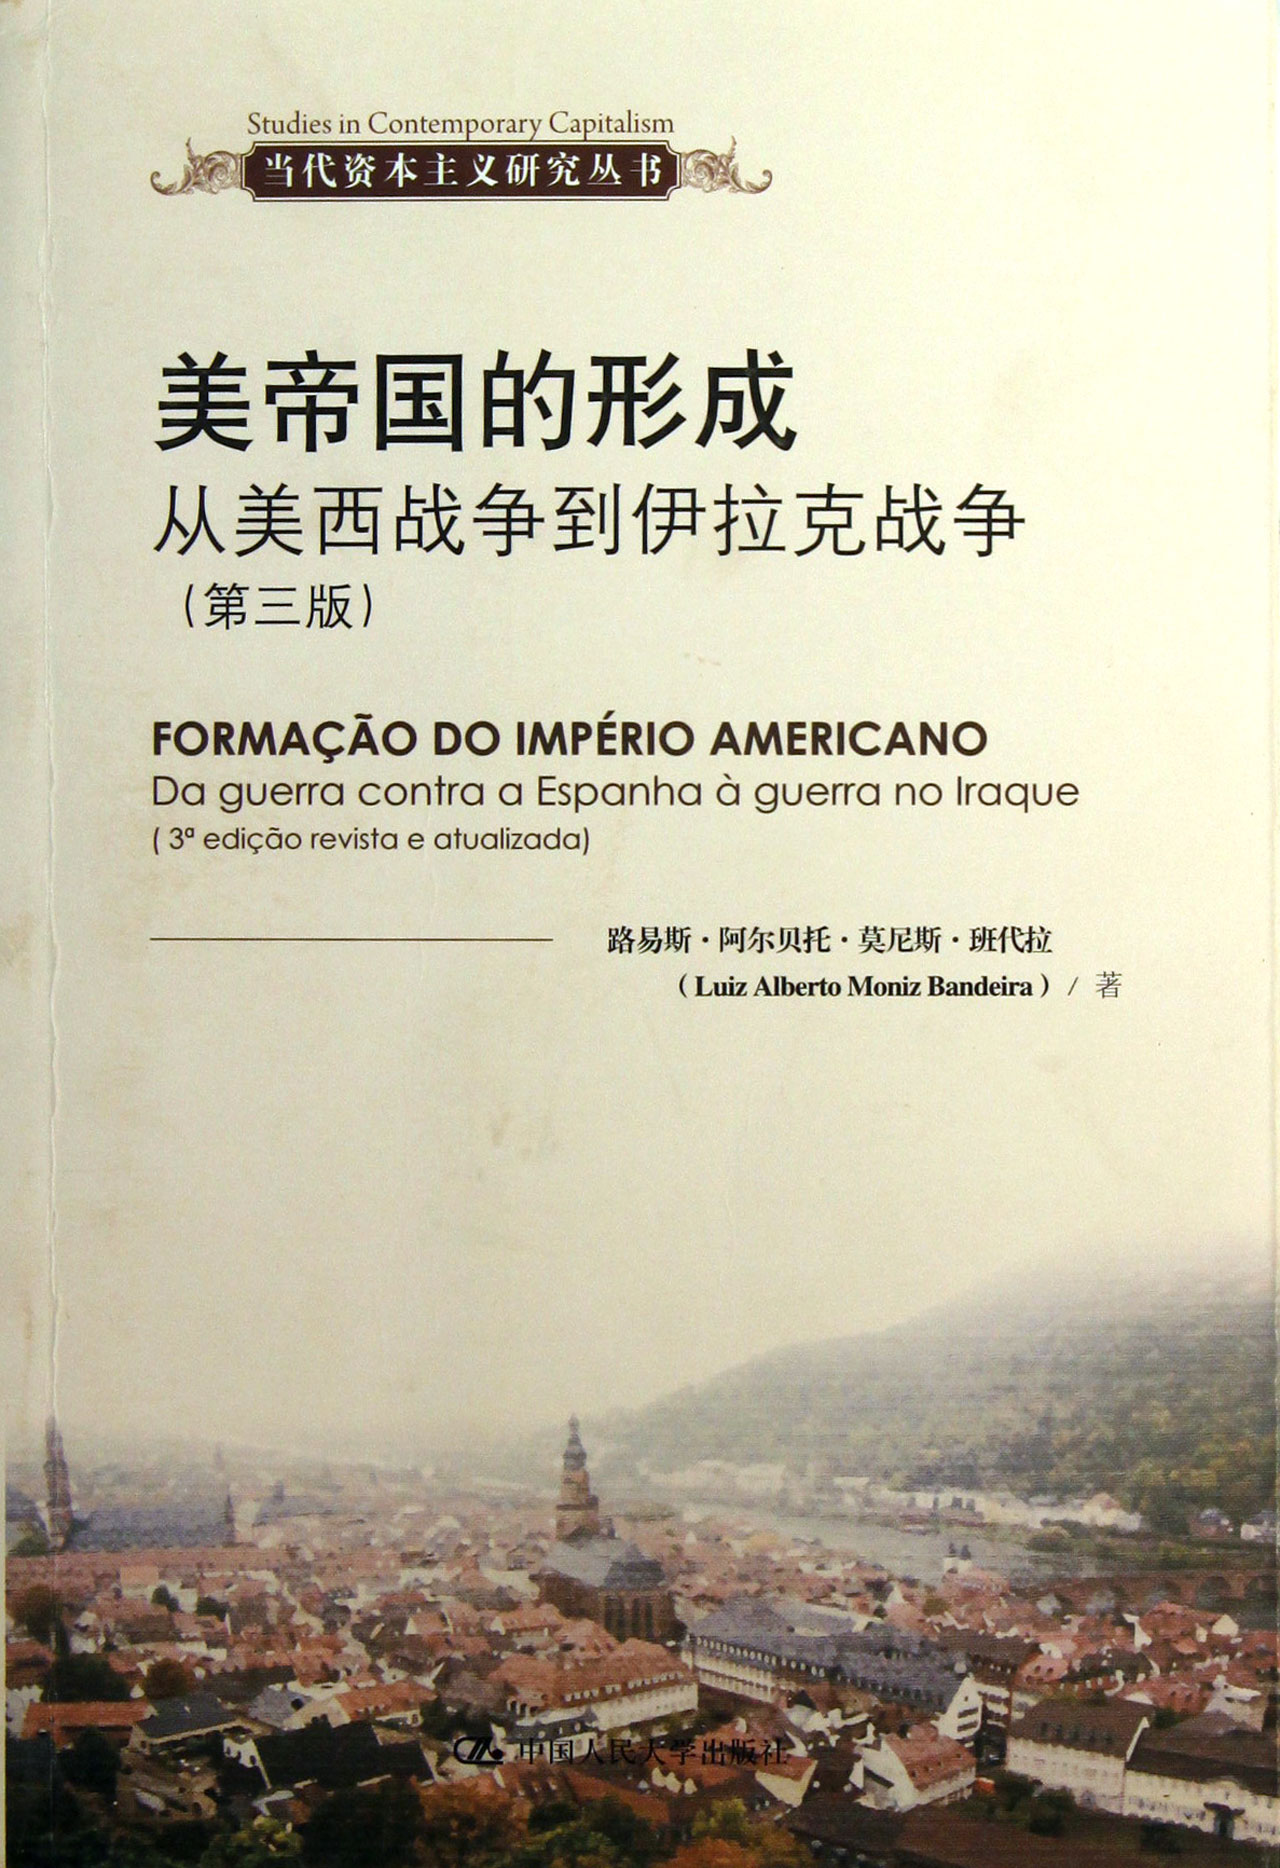 Studies in Contemporary Capitalism
当代资本主义研究丛书
美帝国的形成
从美西战争到伊拉克战争
（第三版）
FORMAÇÃO DO IMPÉRIO AMERICANO
Da guerra contra a Espanha à guerra no Iraque
( 3ª edição revista e atualizada)
路易斯·阿尔贝托·莫尼斯·班代拉
（Luiz Alberto Moniz Bandeira）/ 著
中国人民大学出版社